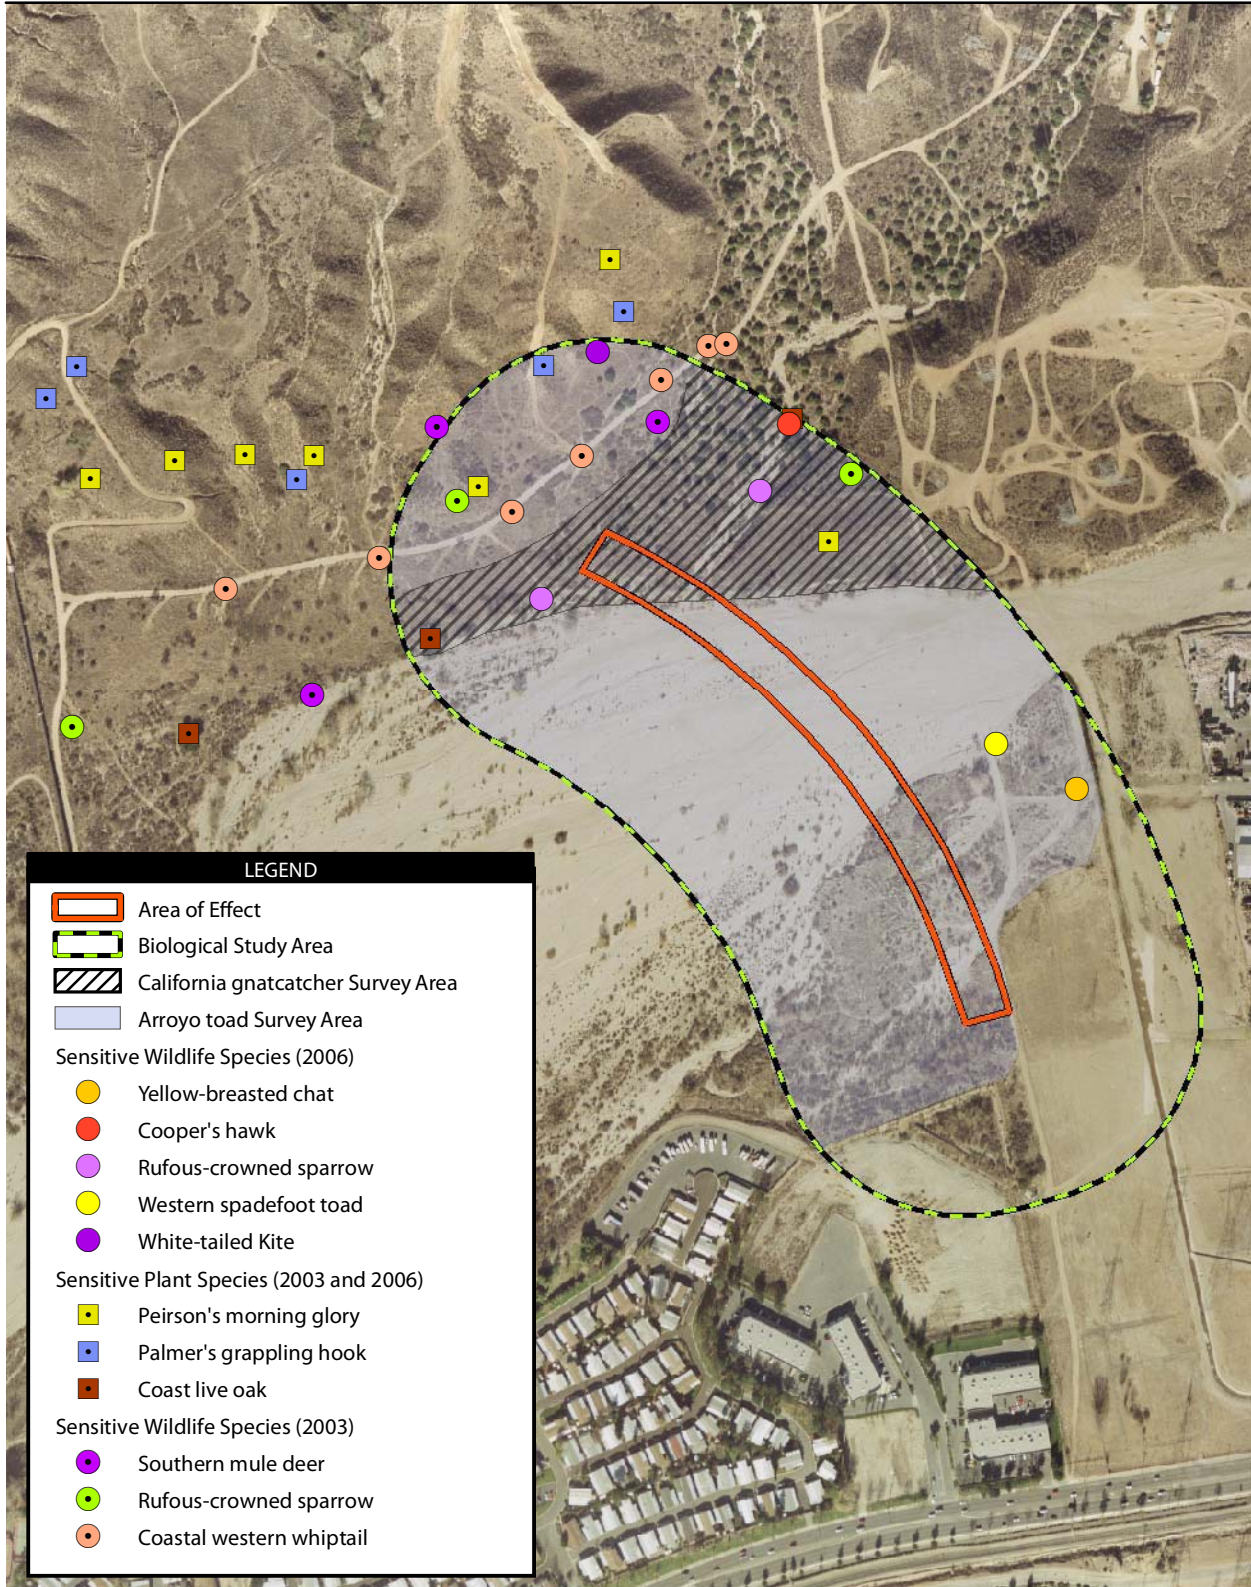 LEGEND
Area of Effect
Biological Study Area
California gnatcatcher Survey Area
Arroyo toad Survey Area
Sensitive Wildlife Species (2006)
Yellow-breasted chat
Cooper's hawk
Rufous-crowned sparrow
Western spadefoot toad
White-tailed Kite
Sensitive Plant Species (2003 and 2006)
Peirson's morning glory
Palmer's grappling hook
Coast live oak
Sensitive Wildlife Species (2003)
Southern mule deer
Rufous-crowned sparrow
Coastal western whiptail